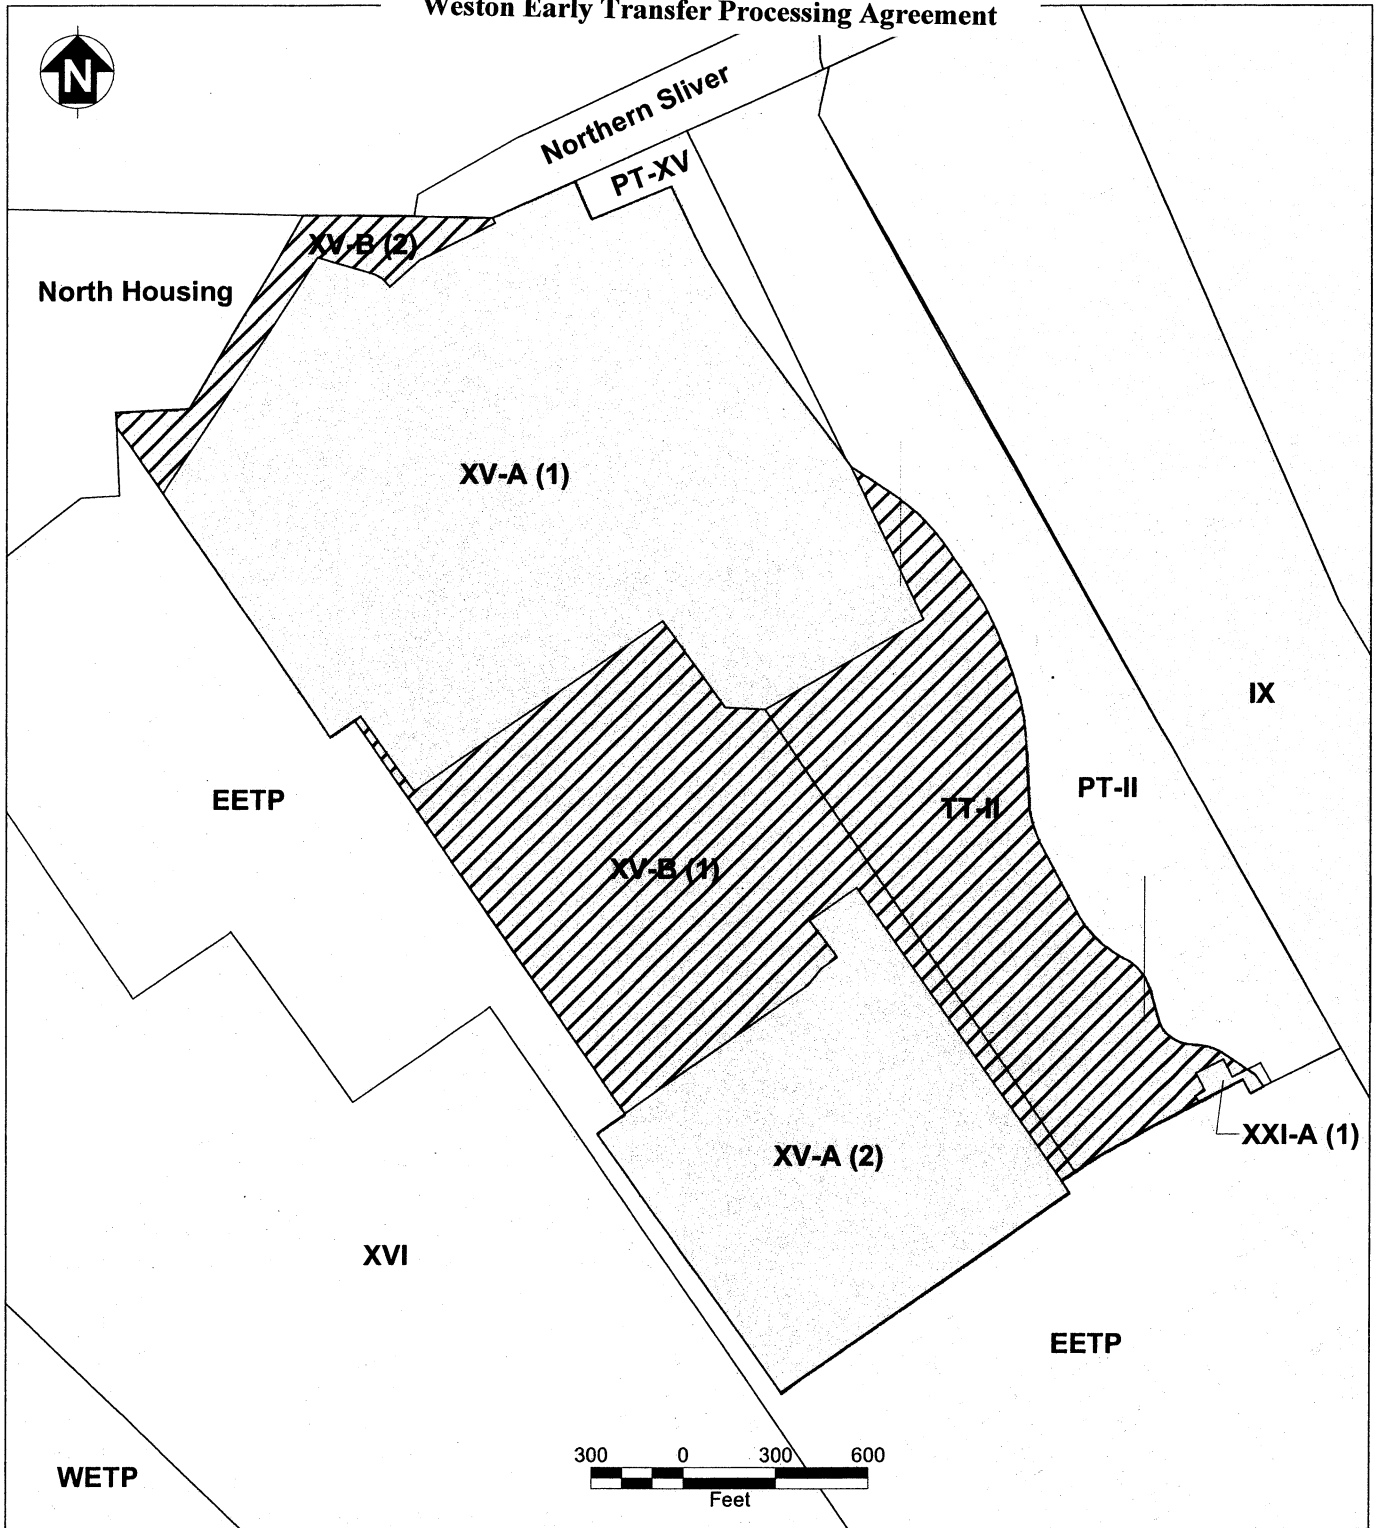 Weston Early Transfer Processing Agreement
N
Northern Sliver
PT-XV
XV-B (2)
North Housing
XV-A (1)
IX
PT-II
EETP
TT-II
XV-B (1)
XXI-A (1)
XV-A (2)
XVI
EETP
300 0 300 600
Feet
WETP